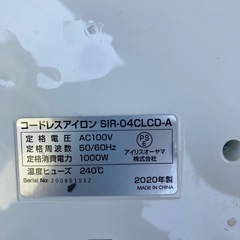 コードレスアイロン SIR-04CLCD-A
定格電圧 AC100V
定格周波数 50/60Hz
定格消費電力 1000W
温度ヒューズ 240℃
PSE
アイリスオーヤマ
株式会社
2020年製
MADE IN CHINA
Serial No: 200801032